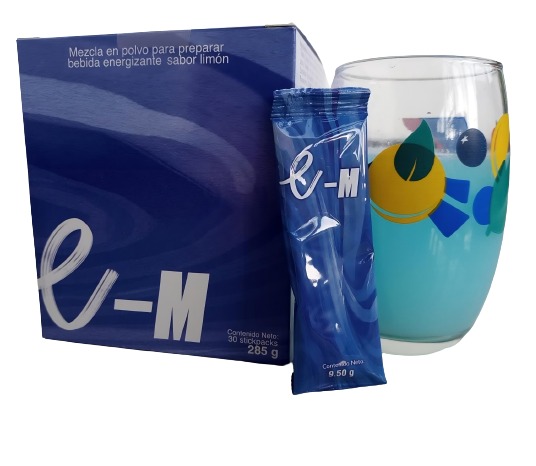 Mezcla en polvo para preparar
bebida energizante sabor limón
e-M
Contenido Neto:
30 stickpacks
285 g
e-M
Contenido Neto
9.50 g